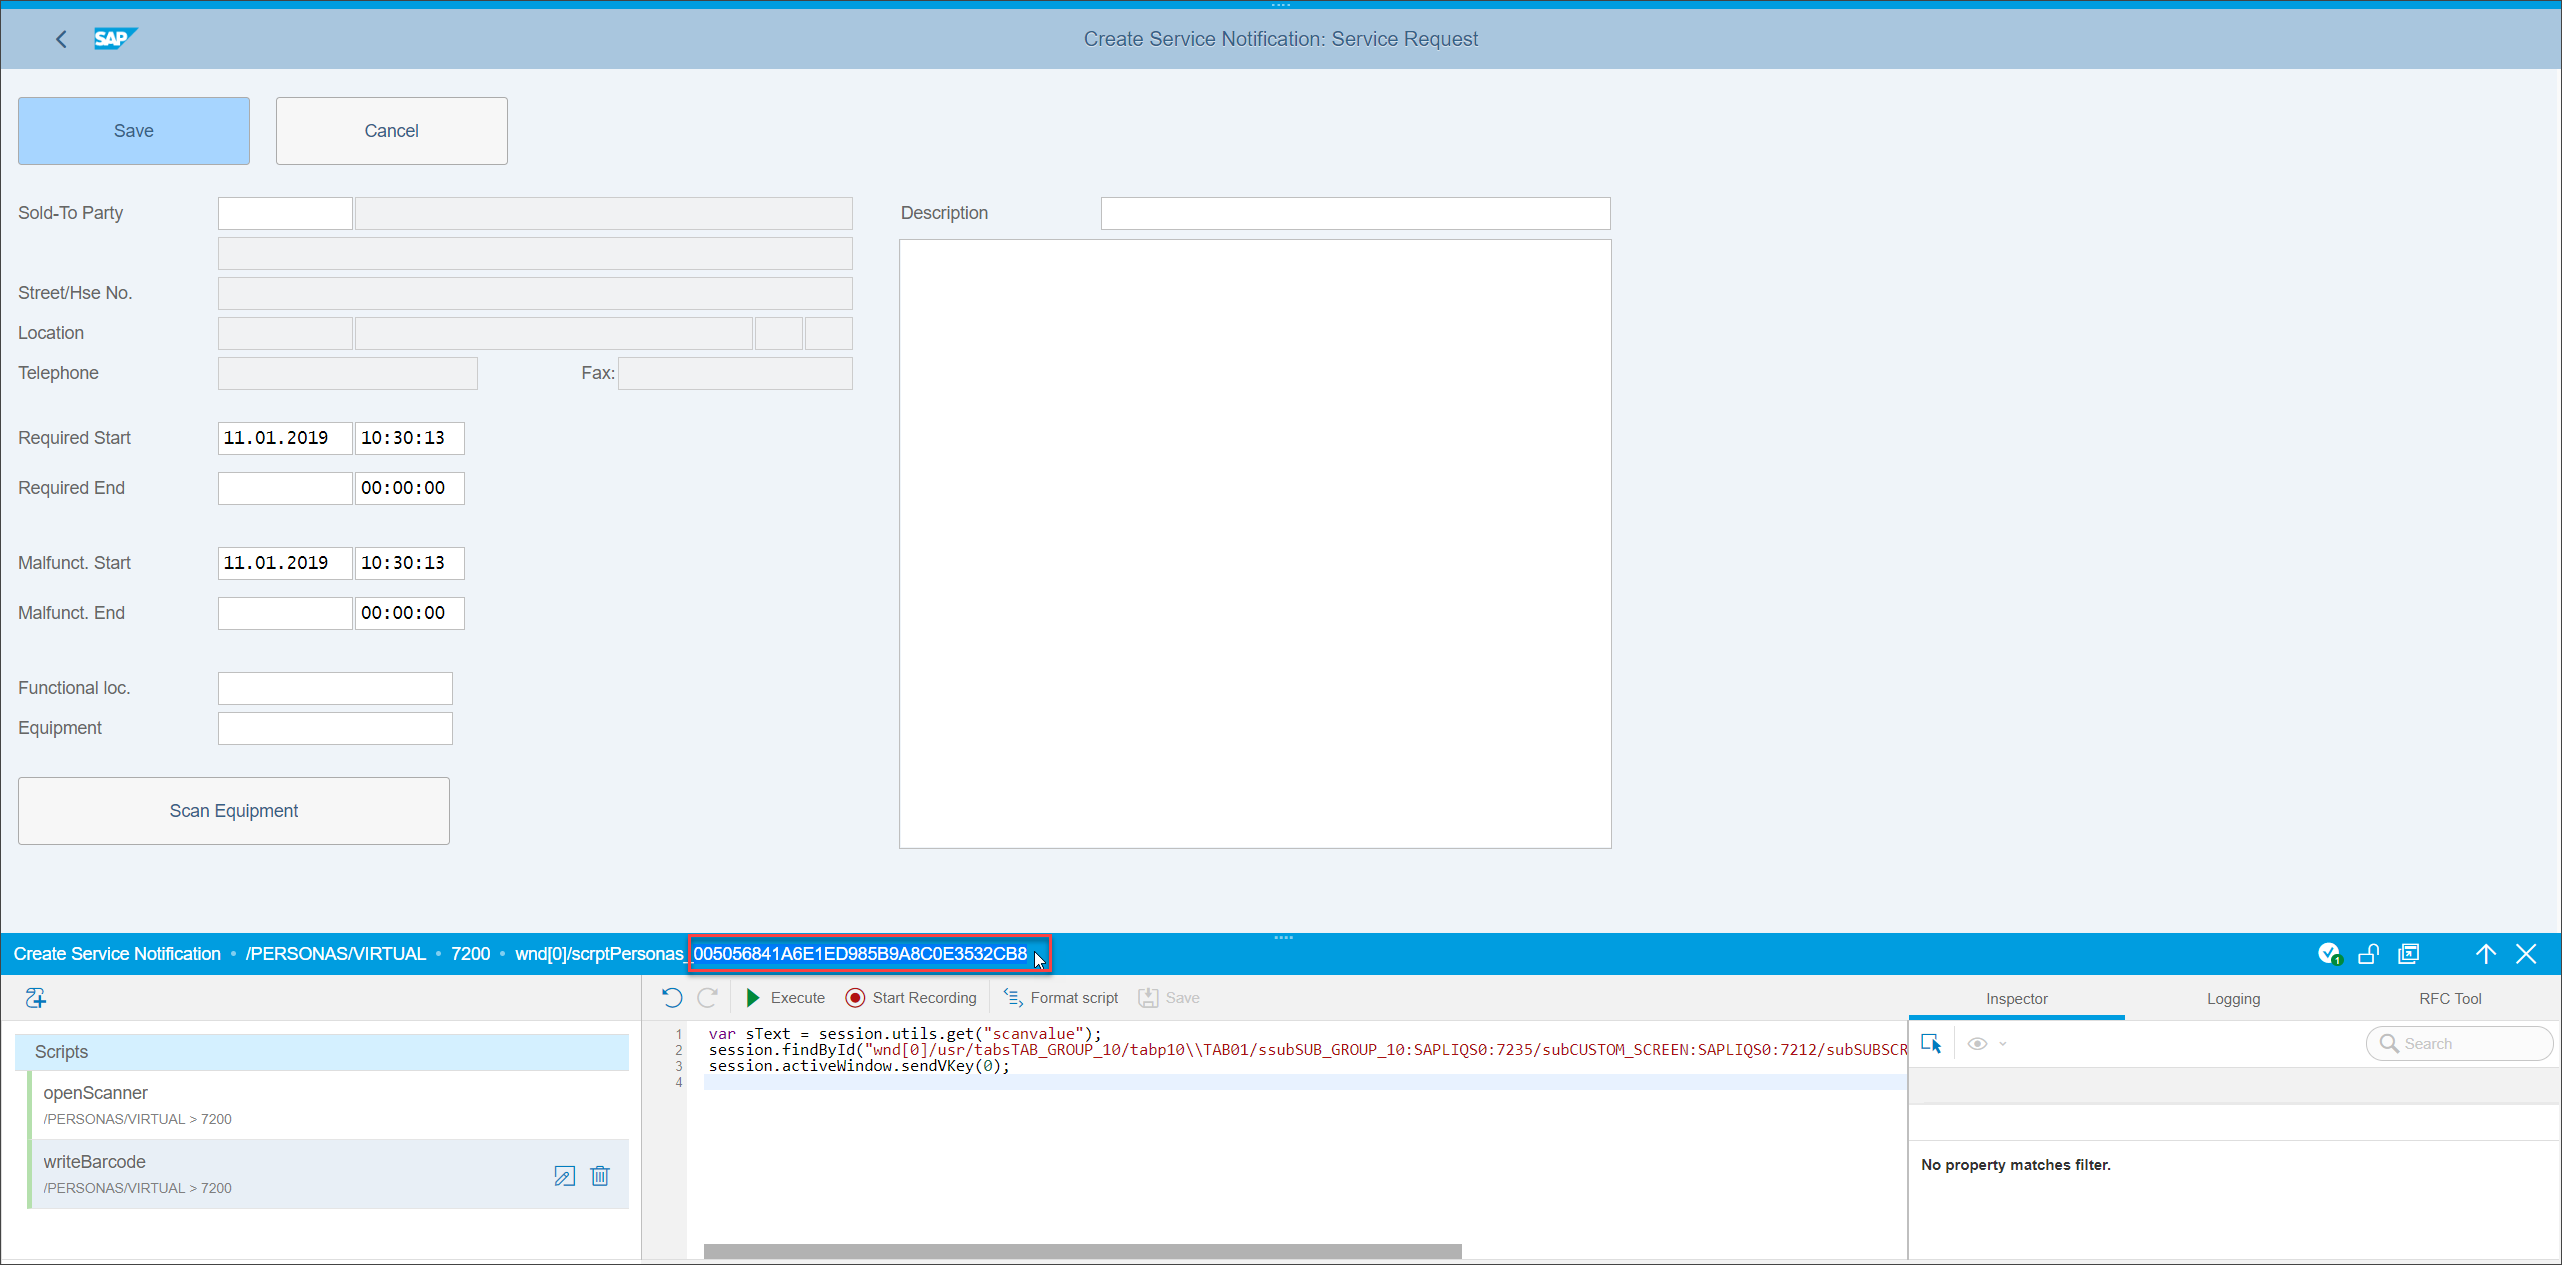 SAP
Create Service Notification: Service Request
Save
Cancel
Sold-To Party
Description
Street/Hse No.
Location
Telephone
Fax:
Required Start
11.01.2019
10:30:13
Required End
00:00:00
Malfunct. Start
11.01.2019
10:30:13
Malfunct. End
00:00:00
Functional loc.
Equipment
Scan Equipment
Create Service Notification • /PERSONAS/VIRTUAL • 7200 • wnd[0]/scrptPersonas_005056841A6E1ED985B9A8C0E3532CB8
1
Execute
Start Recording
Format script
Save
Inspector
Logging
RFC Tool
Scripts
openScanner
/PERSONAS/VIRTUAL > 7200
writeBarcode
/PERSONAS/VIRTUAL > 7200
1 var sText = session.utils.get("scanvalue");
2 session.findById("wnd[0]/usr/tabsTAB_GROUP_10/tabp10\\TAB01/ssubSUB_GROUP_10:SAPLIQS0:7235/subCUSTOM_SCREEN:SAPLIQS0:7212/subSUBSCR
3 session.activeWindow.sendVKey(0);
4
Search
No property matches filter.